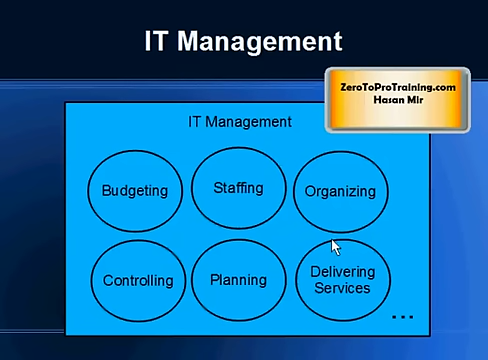 IT Management
ZeroToProTraining.com
Hasan Mir
IT Management
Budgeting
Staffing
Organizing
Controlling
Planning
Delivering
Services
...